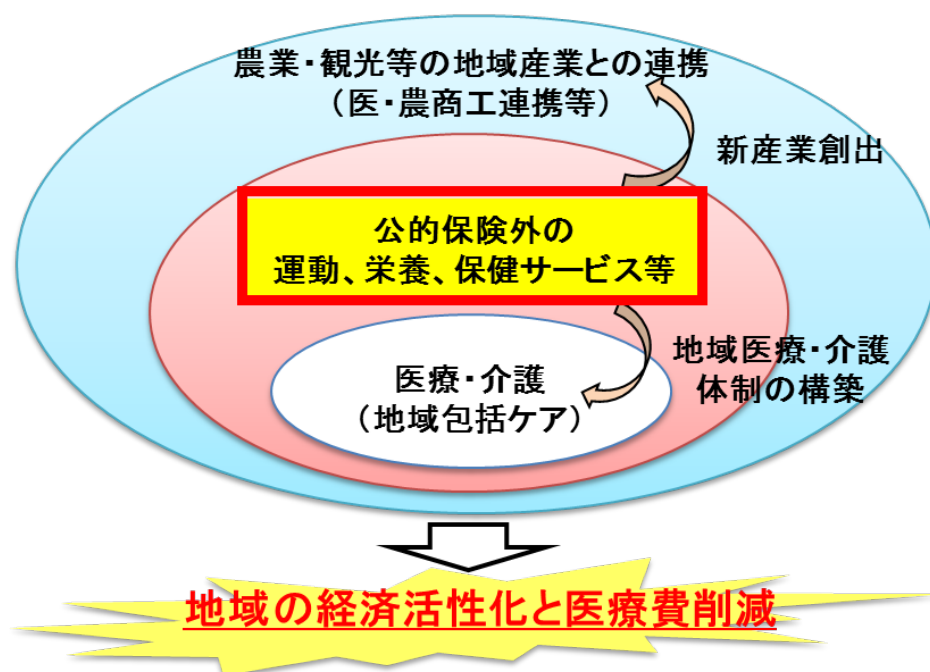 農業・観光等の地域産業との連携
（医・農商工連携等）
新産業創出
公的保険外の
運動、栄養、保健サービス等
地域医療・介護
体制の構築
医療・介護
（地域包括ケア）
地域の経済活性化と医療費削減